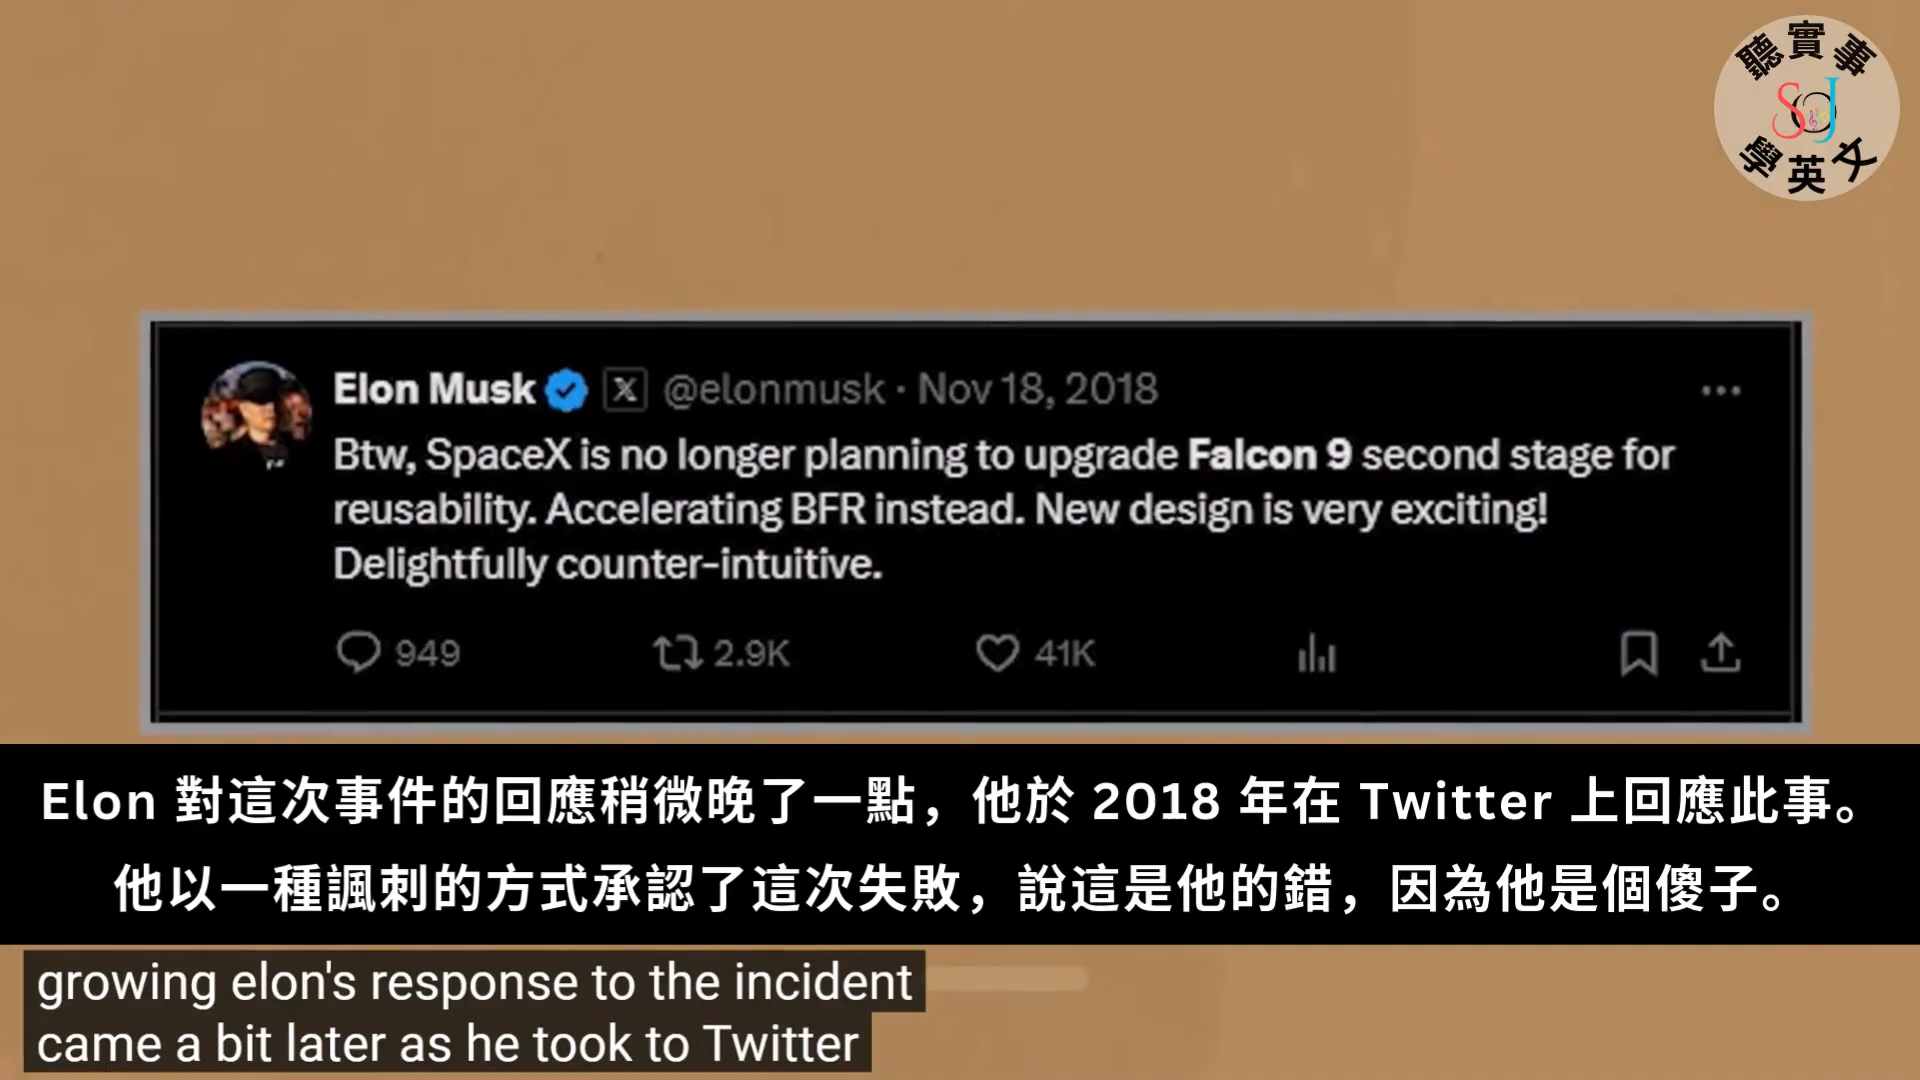 聽實事
SJ
學英文
Elon Musk X @elonmusk · Nov 18, 2018
Btw, SpaceX is no longer planning to upgrade Falcon 9 second stage for
reusability. Accelerating BFR instead. New design is very exciting!
Delightfully counter-intuitive.
949 2.9K 41K
Elon 對這次事件的回應稍微晚了一點，他於 2018 年在 Twitter 上回應此事。
他以一種諷刺的方式承認了這次失敗，說這是他的錯，因為他是個傻子。
growing elon's response to the incident
came a bit later as he took to Twitter